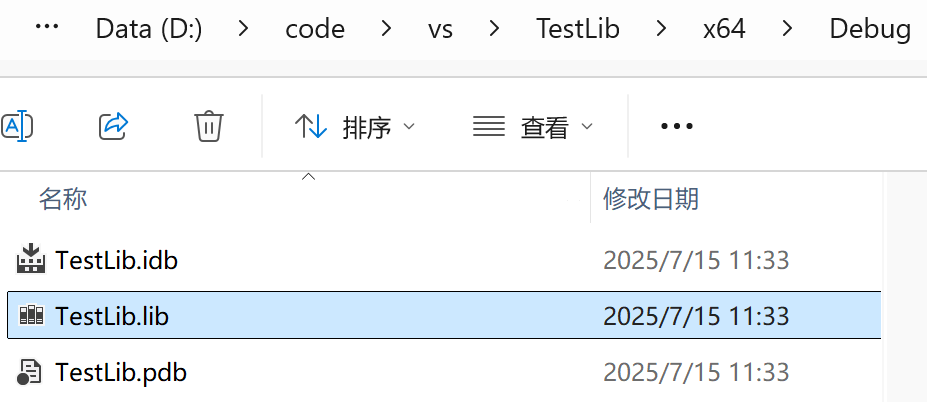 ··· Data (D:) > code > vs > TestLib > x64 > Debug
A 排序 查看 ···
名称 修改日期
TestLib.idb 2025/7/15 11:33
TestLib.lib 2025/7/15 11:33
TestLib.pdb 2025/7/15 11:33